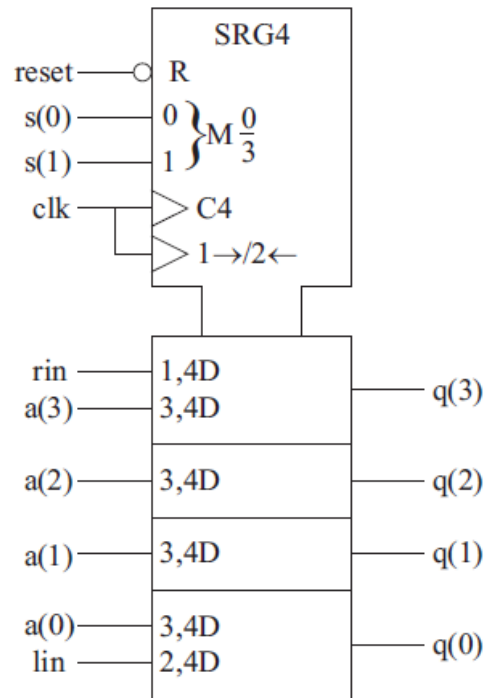 SRG4
reset R
s(0) 0 } M 0/3
s(1) 1
clk C4
1→/2←
rin 1,4D
q(3)
a(3) 3,4D
a(2) 3,4D q(2)
a(1) 3,4D q(1)
a(0) 3,4D
q(0)
lin 2,4D